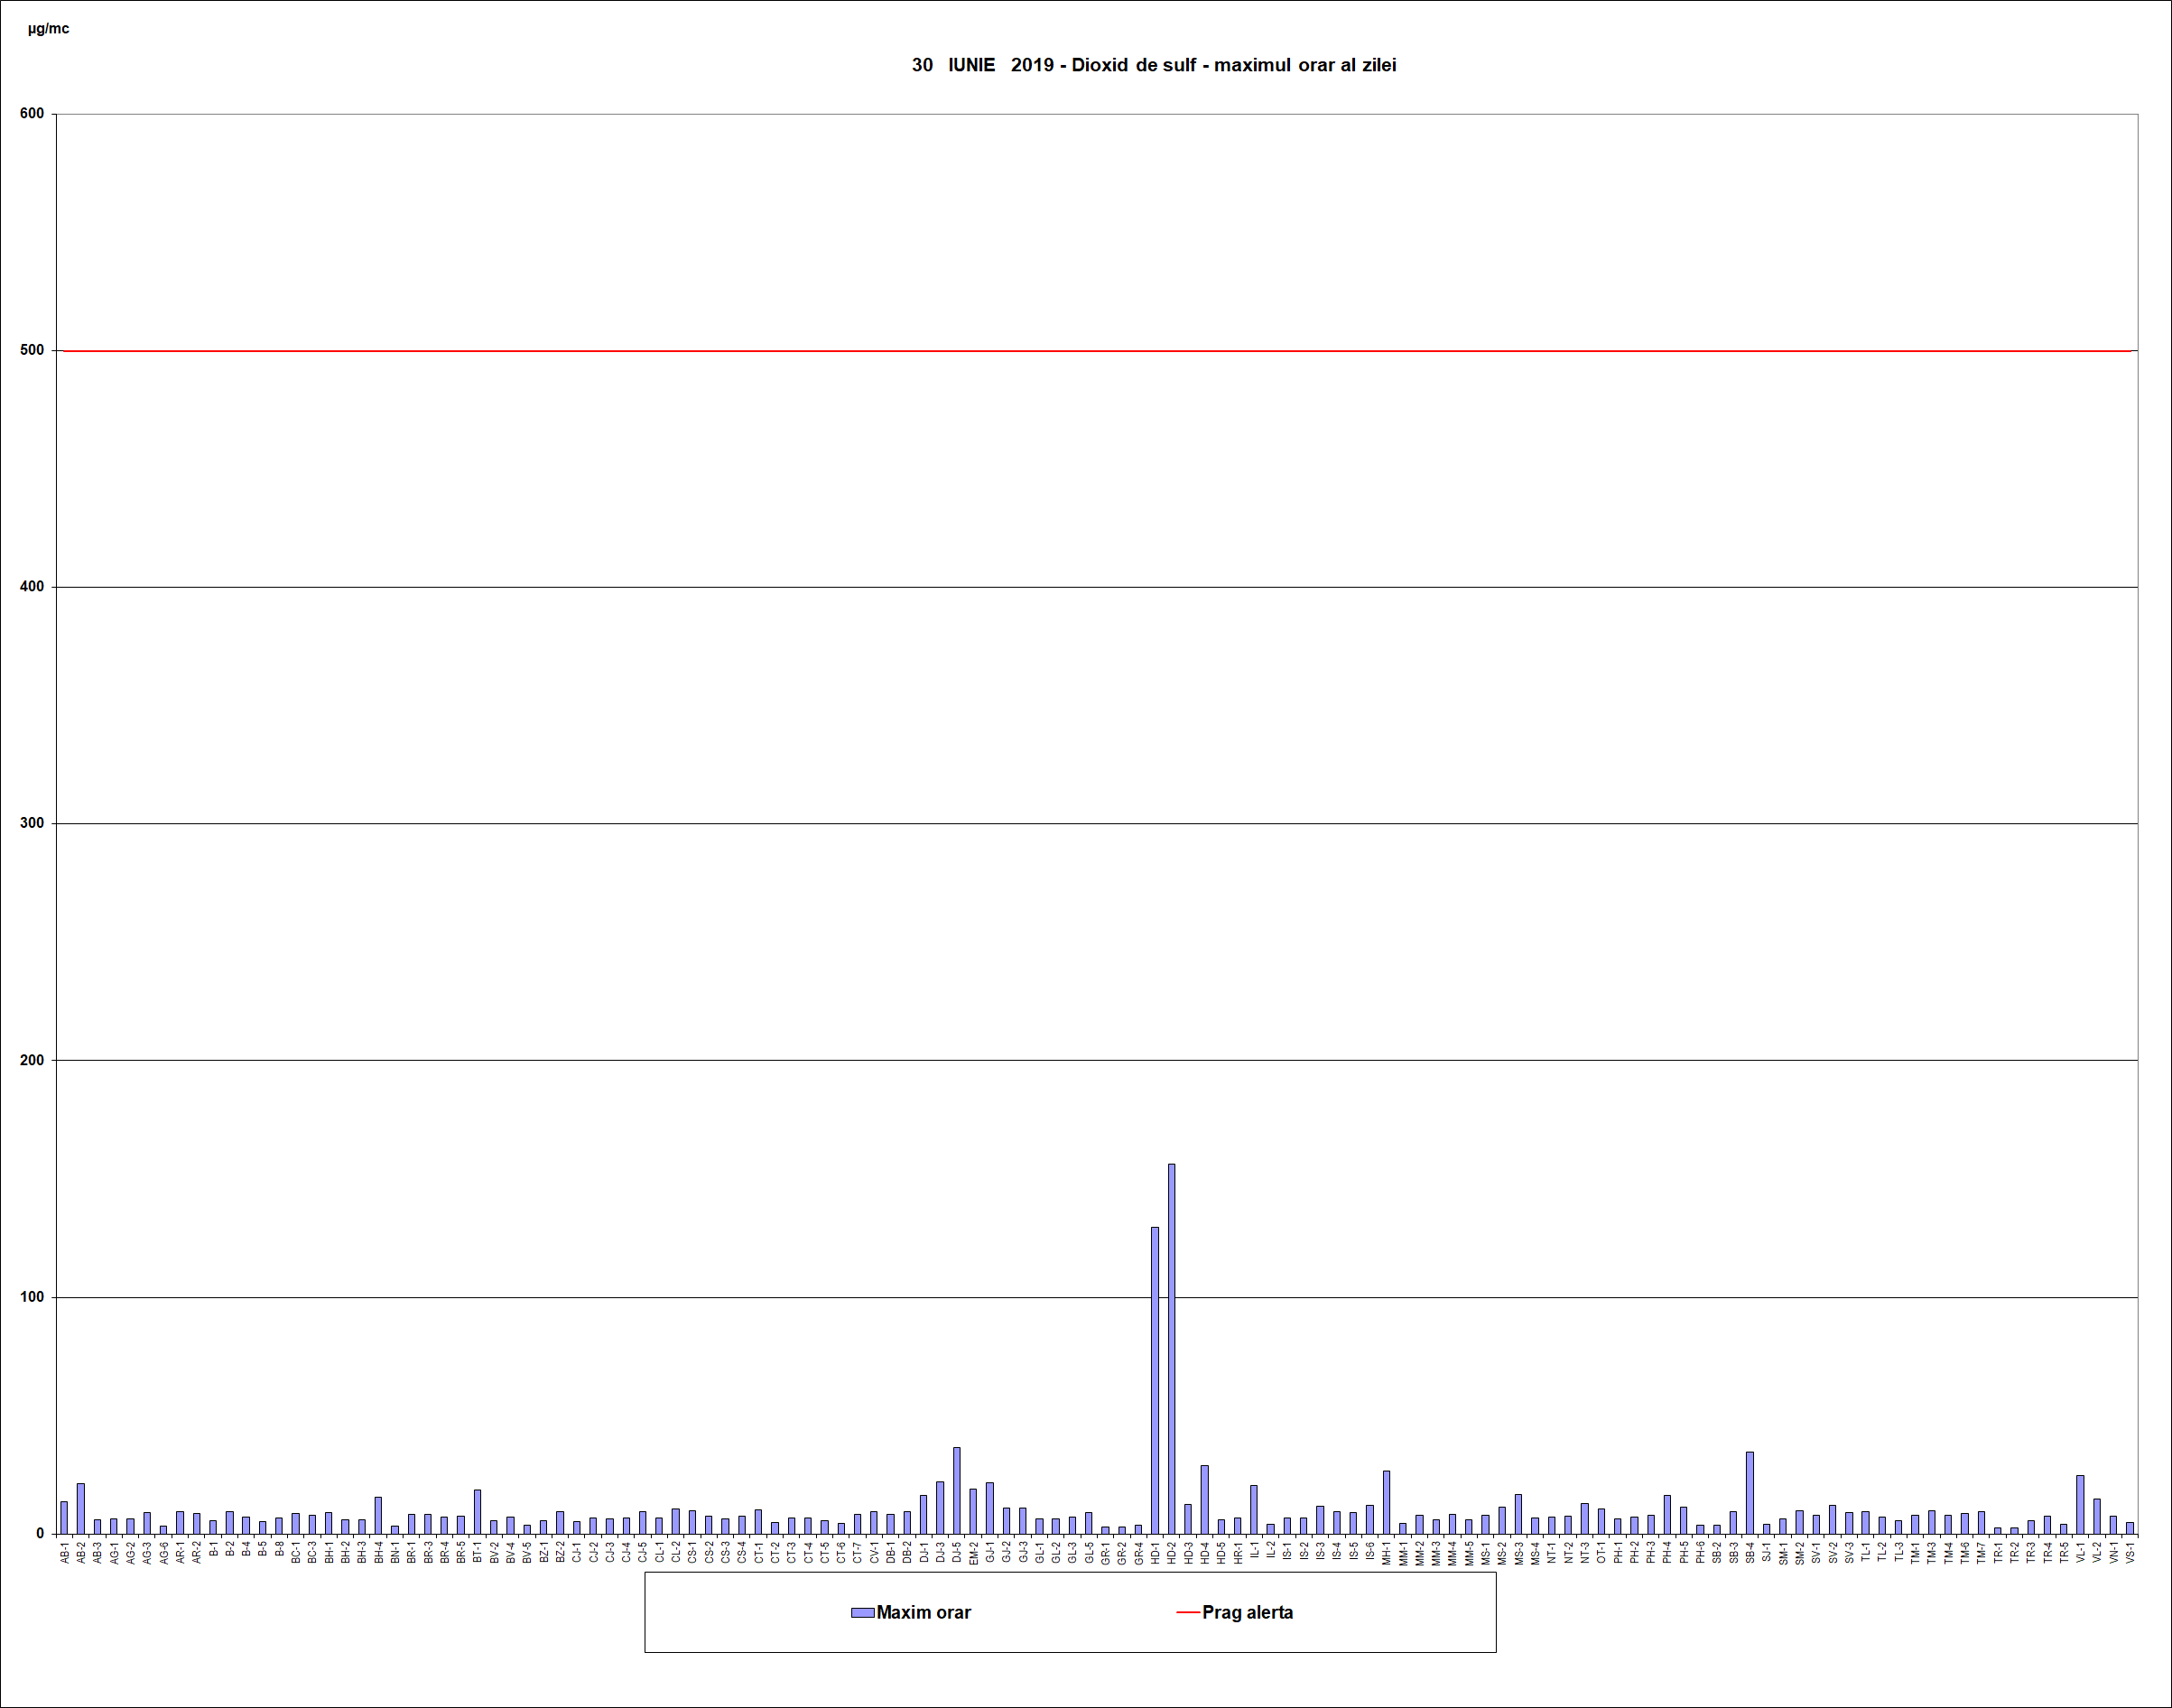 µg/mc
30 IUNIE 2019 - Dioxid de sulf - maximul orar al zilei
600
500
400
300
200
100
0
AB-1 AB-2 AB-3 AG-1 AG-2 AG-3 AG-6 AR-1 AR-2 B-1 B-2 B-4 B-5 B-8 BC-1 BC-3 BH-1 BH-2 BH-3 BH-4 BN-1 BR-1 BR-3 BR-4 BR-5 BT-1 BV-2 BV-4 BV-5 BZ-1 BZ-2 CJ-1 CJ-2 CJ-3 CJ-4 CJ-5 CL-1 CL-2 CS-1 CS-2 CS-3 CS-4 CT-1 CT-2 CT-3 CT-4 CT-5 CT-6 CT-7 CV-1 DB-1 DB-2 DJ-1 DJ-3 DJ-5 EM-2 GJ-1 GJ-2 GJ-3 GL-1 GL-2 GL-3 GL-5 GR-1 GR-2 GR-4 HD-1 HD-2 HD-3 HD-4 HD-5 HR-1 IL-1 IL-2 IS-1 IS-2 IS-3 IS-4 IS-5 IS-6 MH-1 MM-1 MM-2 MM-3 MM-4 MM-5 MS-1 MS-2 MS-3 MS-4 NT-1 NT-2 NT-3 OT-1 PH-1 PH-2 PH-3 PH-4 PH-5 PH-6 SB-2 SB-3 SB-4 SJ-1 SM-1 SM-2 SV-1 SV-2 SV-3 TL-1 TL-2 TL-3 TM-1 TM-3 TM-4 TM-6 TM-7 TR-1 TR-2 TR-3 TR-4 TR-5 VL-1 VL-2 VN-1 VS-1
Maxim orar Prag alerta